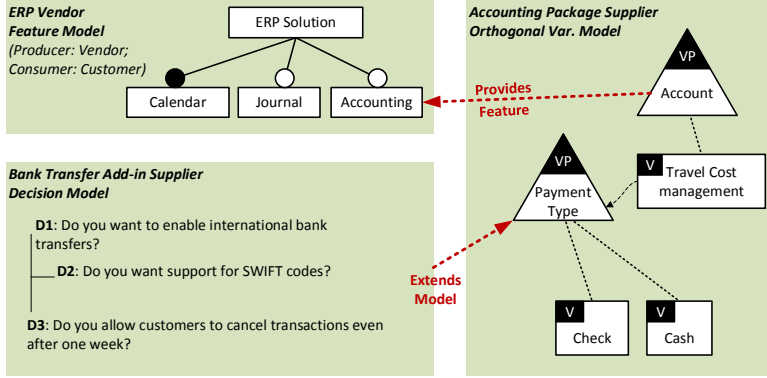 ERP Vendor
Feature Model
(Producer: Vendor;
Consumer: Customer)
ERP Solution
Calendar
Journal
Accounting
Bank Transfer Add-in Supplier
Decision Model
D1: Do you want to enable international bank
transfers?
D2: Do you want support for SWIFT codes?
D3: Do you allow customers to cancel transactions even
after one week?
Provides
Feature
Extends
Model
Accounting Package Supplier
Orthogonal Var. Model
VP
Account
VP
Payment
Type
V
Travel Cost
management
V
Check
V
Cash